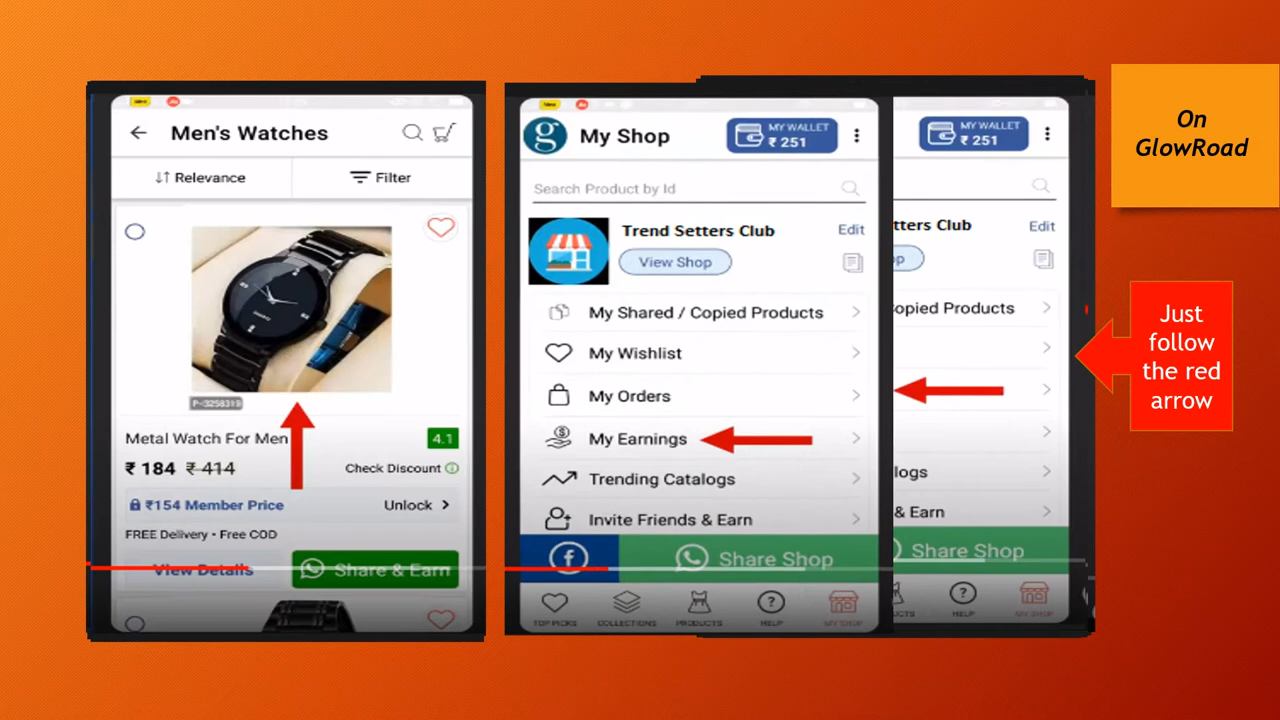 Men's Watches
Relevance
Filter
P-3258319
Metal Watch For Men
4.1
₹ 184 ₹ 414
Check Discount
₹154 Member Price
Unlock
FREE Delivery • Free COD
View Details
Share & Earn
g
My Shop
MY WALLET
₹ 251
Search Product by Id
Trend Setters Club
Edit
View Shop
My Shared / Copied Products
My Wishlist
My Orders
My Earnings
Trending Catalogs
Invite Friends & Earn
f
Share Shop
TOP PICKS
COLLECTIONS
PRODUCTS
HELP
MY SHOP
MY WALLET
₹ 251
tters Club
Edit
op
opied Products
logs
& Earn
Share Shop
UCTS
HELP
MY SHOP
On
GlowRoad
Just
follow
the red
arrow